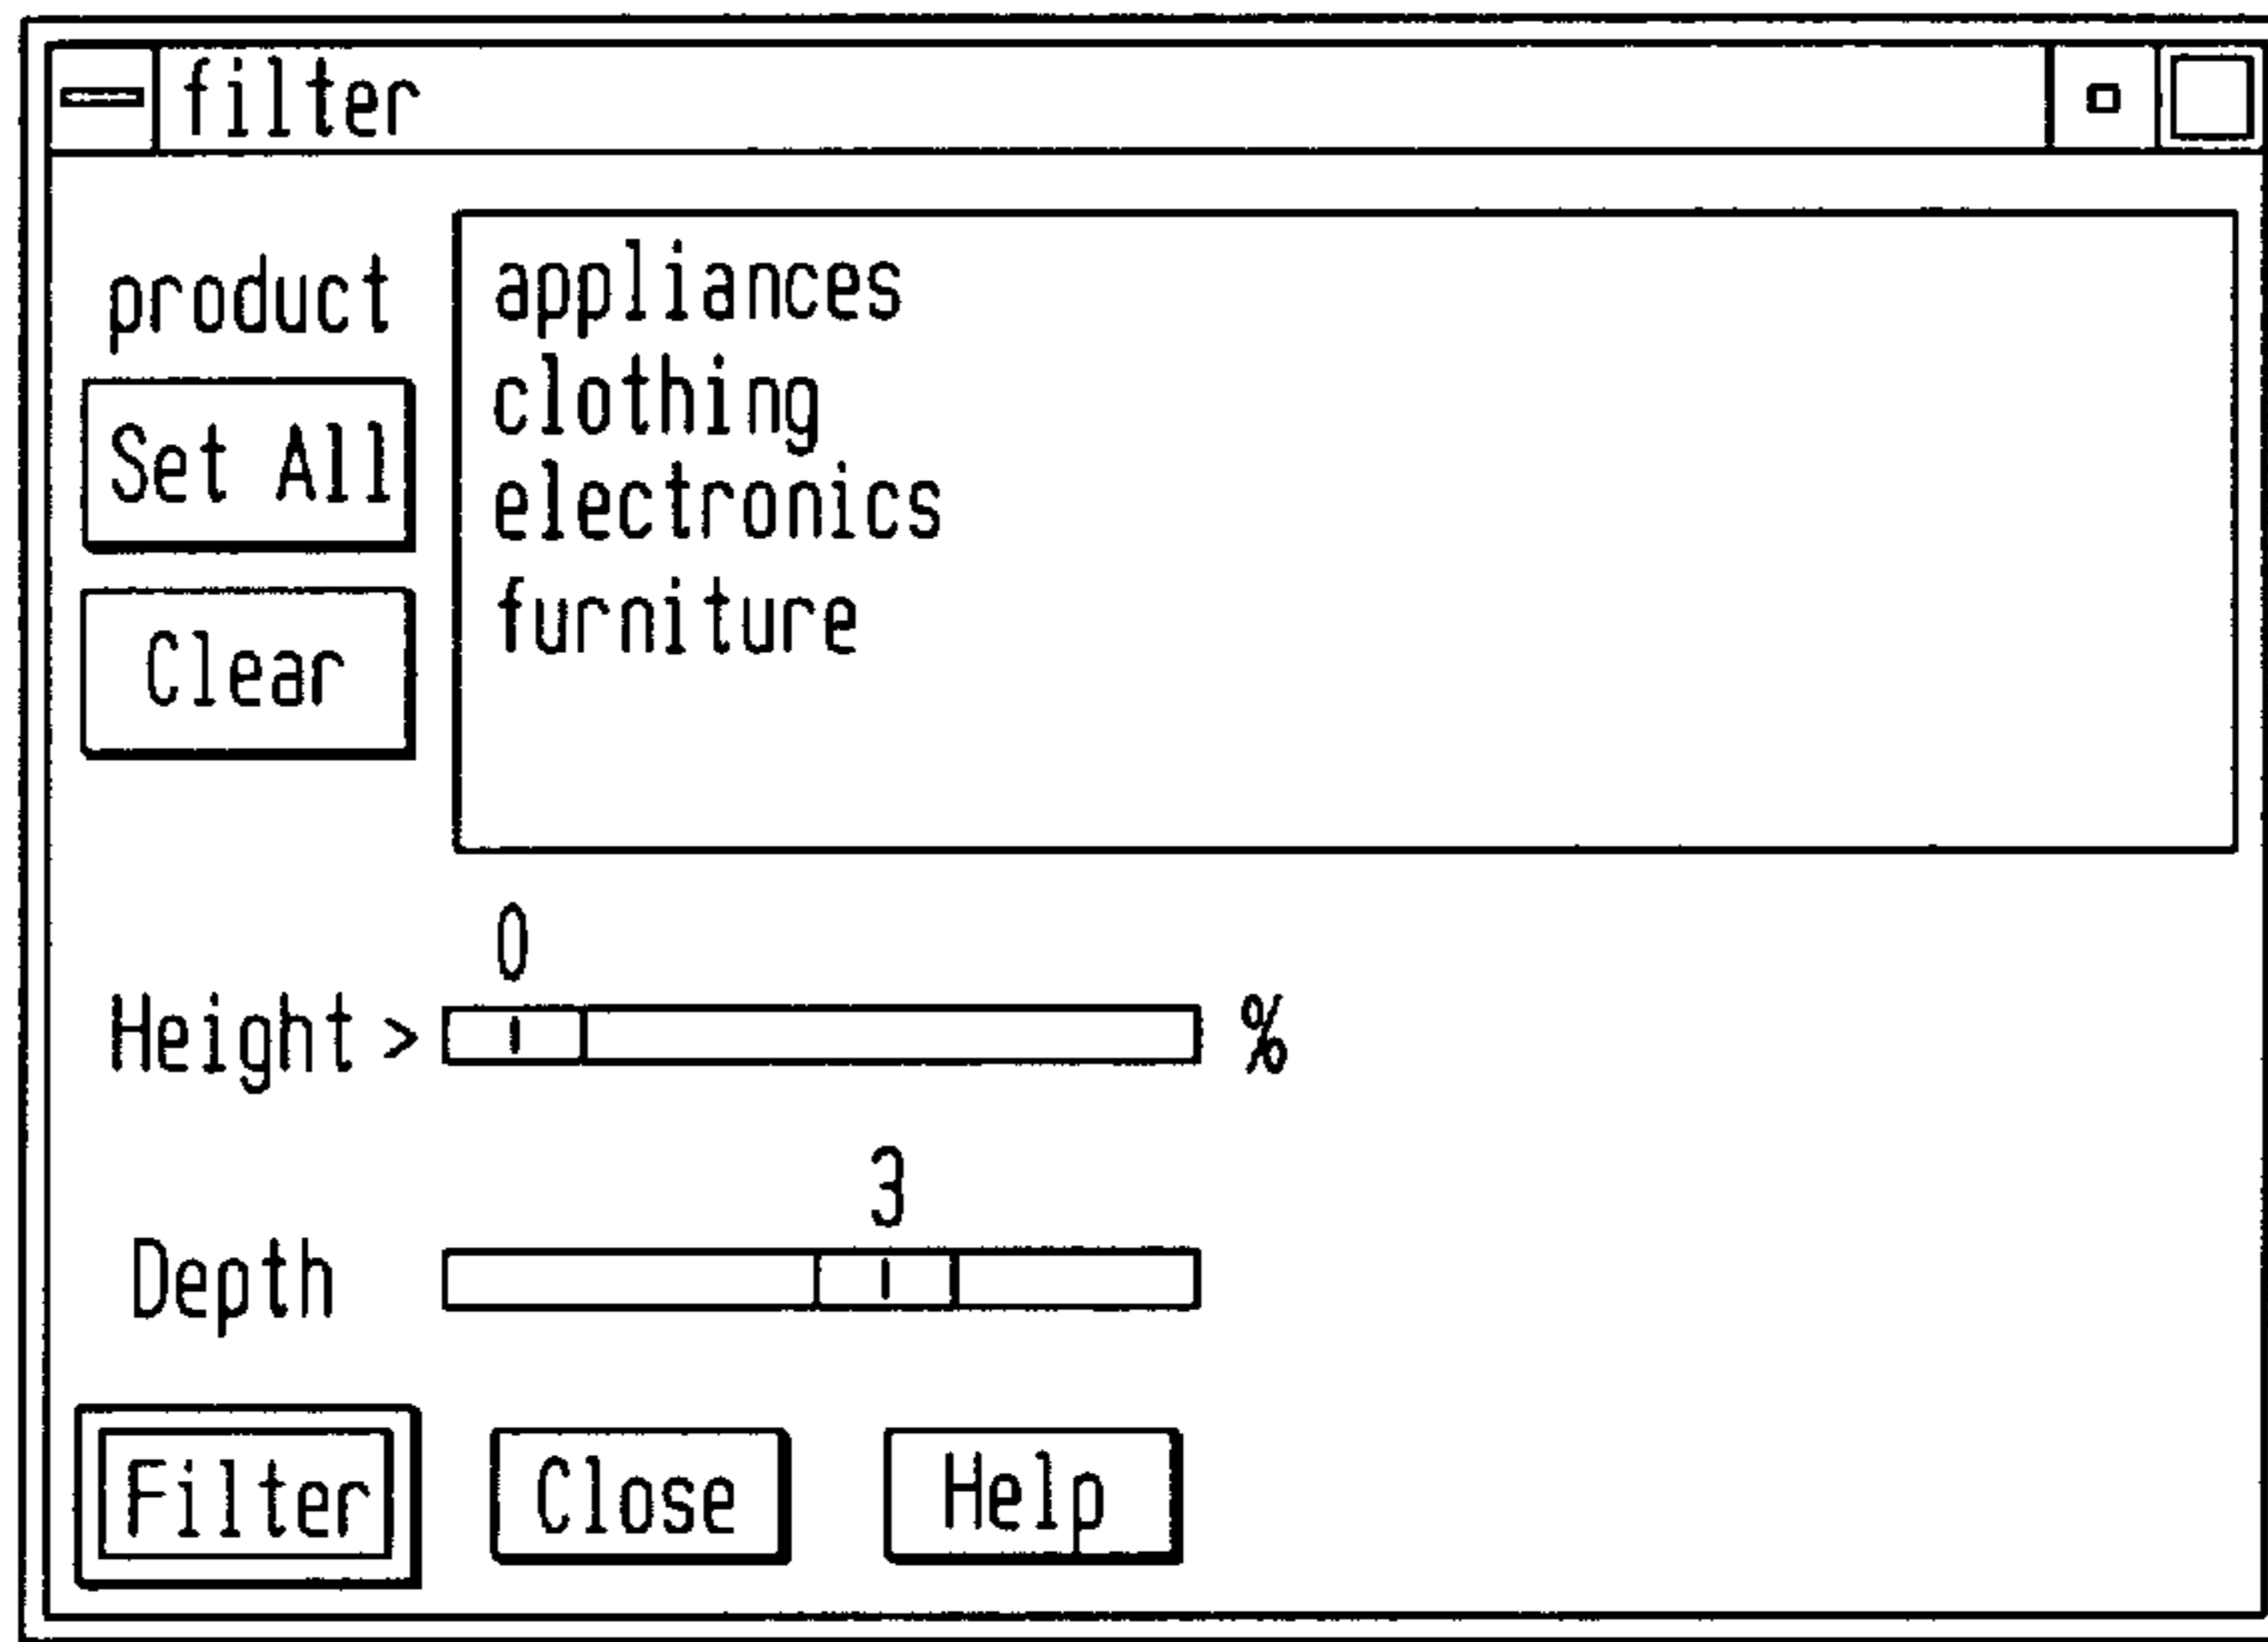 filter
product
Set All
Clear
appliances
clothing
electronics
furniture
0
Height > %
3
Depth
Filter Close Help